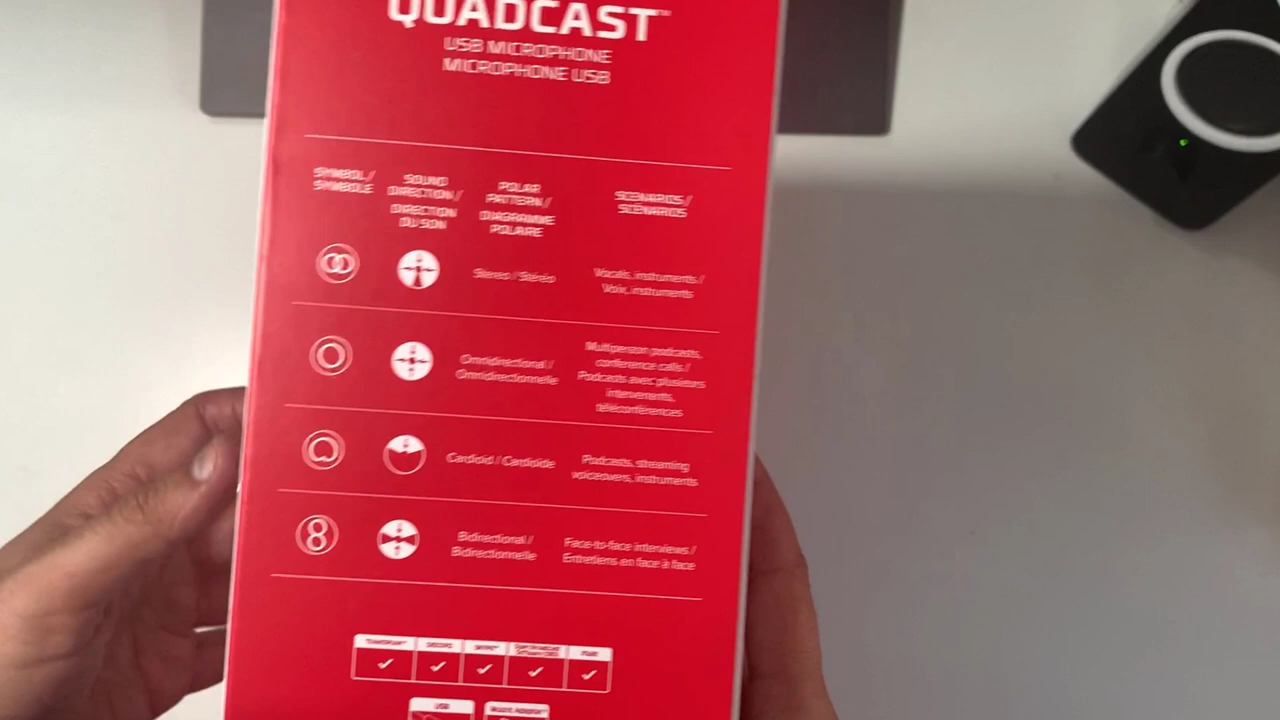 QUADCAST™
USB MICROPHONE
MICROPHONE USB
SYMBOL /
SYMBOLE
SOUND
DIRECTION /
DIRECTION
DU SON
POLAR
PATTERN /
DIAGRAMME
POLAIRE
SCENARIOS /
SCÉNARIOS
Stereo / Stéréo
Vocals, instruments /
Voix, instruments
Omnidirectional /
Omnidirectionnelle
Multiperson podcasts,
conference calls /
Podcasts avec plusieurs
intervenants,
téléconférences
Cardioid / Cardioïde
Podcasts, streaming
voiceovers, instruments
8
Bidirectional /
Bidirectionnelle
Face-to-face interviews /
Entretiens en face à face
USB